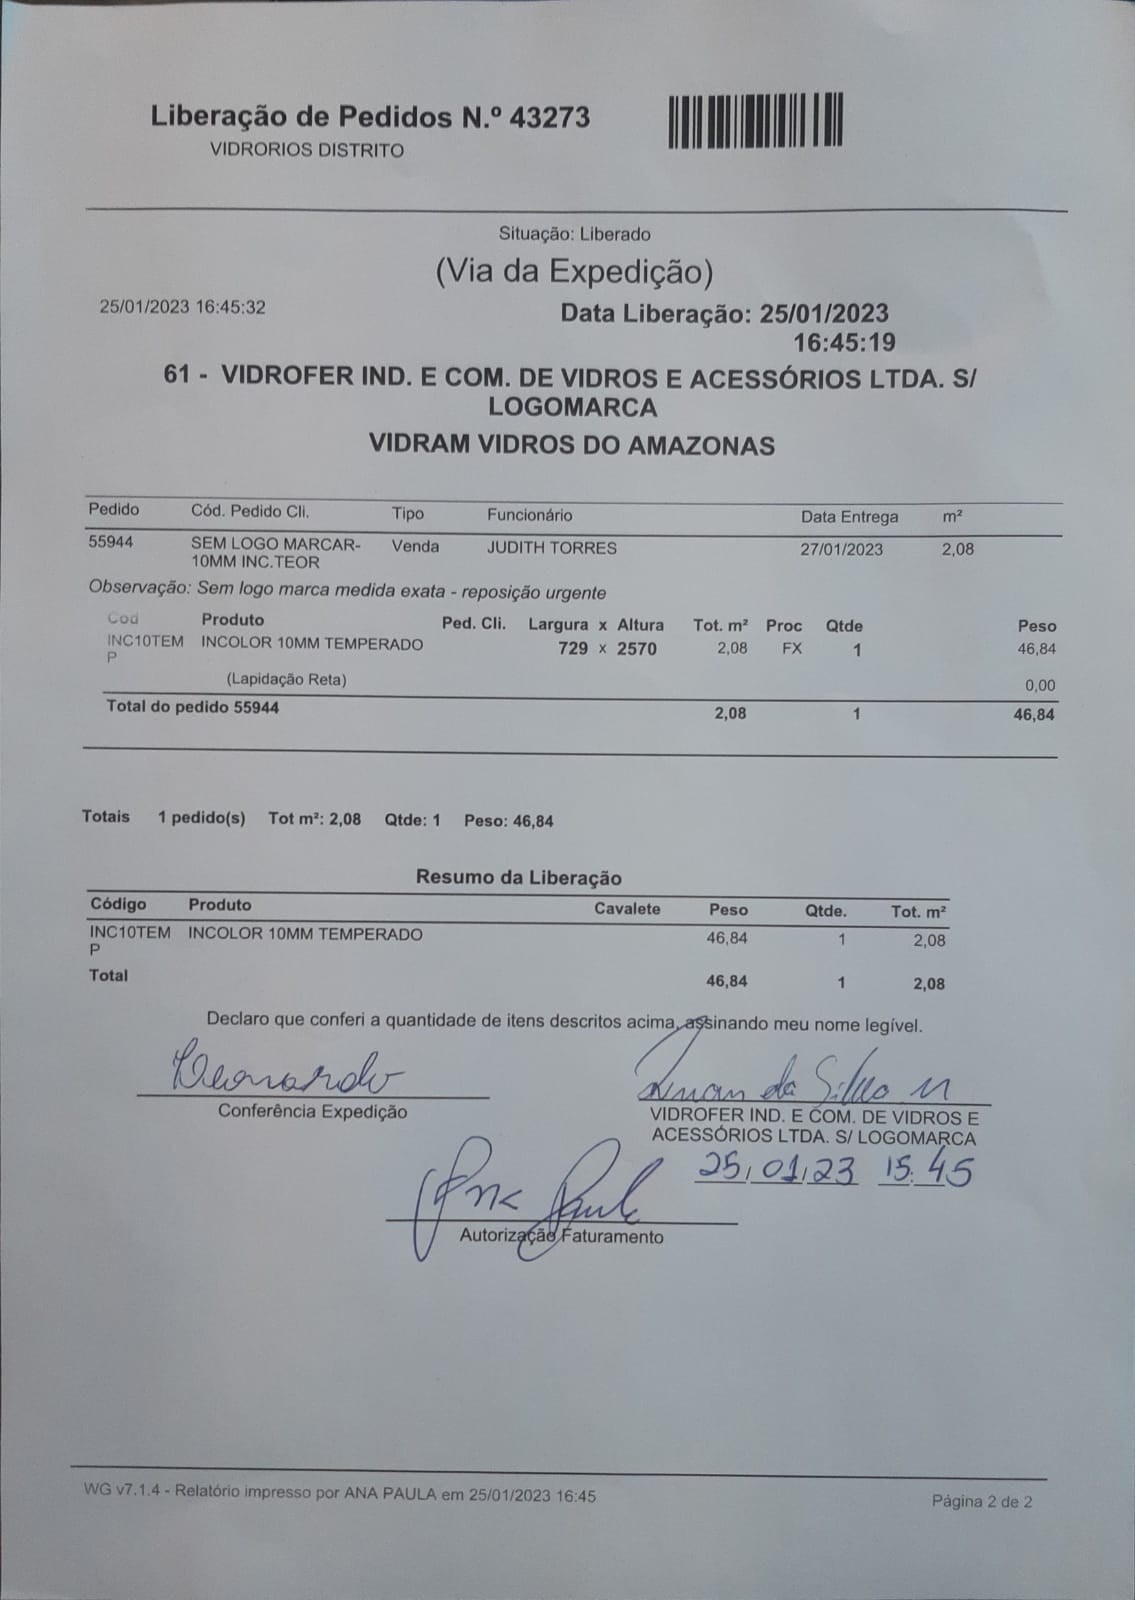 Liberação de Pedidos N.º 43273
VIDRORIOS DISTRITO
Situação: Liberado
(Via da Expedição)
25/01/2023 16:45:32
Data Liberação: 25/01/2023
16:45:19
61 - VIDROFER IND. E COM. DE VIDROS E ACESSÓRIOS LTDA. S/
LOGOMARCA
VIDRAM VIDROS DO AMAZONAS
Pedido Cód. Pedido Cli. Tipo Funcionário Data Entrega m²
55944 SEM LOGO MARCAR- Venda JUDITH TORRES 27/01/2023 2,08
10MM INC.TEOR
Observação: Sem logo marca medida exata - reposição urgente
Cod Produto Ped. Cli. Largura x Altura Tot. m² Proc Qtde Peso
INC10TEM INCOLOR 10MM TEMPERADO 729 x 2570 2,08 FX 1 46,84
P
(Lapidação Reta) 0,00
Total do pedido 55944 2,08 1 46,84
Totais 1 pedido(s) Tot m²: 2,08 Qtde: 1 Peso: 46,84
Resumo da Liberação
Código Produto Cavalete Peso Qtde. Tot. m²
INC10TEM INCOLOR 10MM TEMPERADO 46,84 1 2,08
P
Total 46,84 1 2,08
Declaro que conferi a quantidade de itens descritos acima, assinando meu nome legível.
Leonardo
Conferência Expedição
da Silva
VIDROFER IND. E COM. DE VIDROS E
ACESSÓRIOS LTDA. S/ LOGOMARCA
25/01/23 15:45
Ana Paula
Autorização Faturamento
WG v7.1.4 - Relatório impresso por ANA PAULA em 25/01/2023 16:45
Página 2 de 2